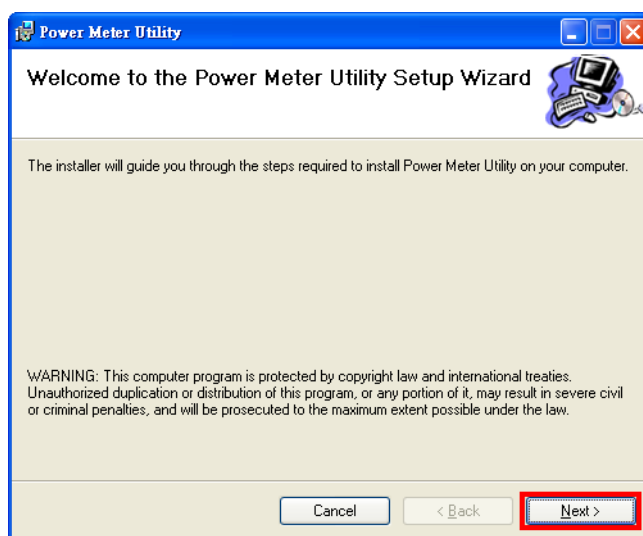 Power Meter Utility
Welcome to the Power Meter Utility Setup Wizard
The installer will guide you through the steps required to install Power Meter Utility on your computer.
WARNING: This computer program is protected by copyright law and international treaties.
Unauthorized duplication or distribution of this program, or any portion of it, may result in severe civil
or criminal penalties, and will be prosecuted to the maximum extent possible under the law.
Cancel < Back Next >